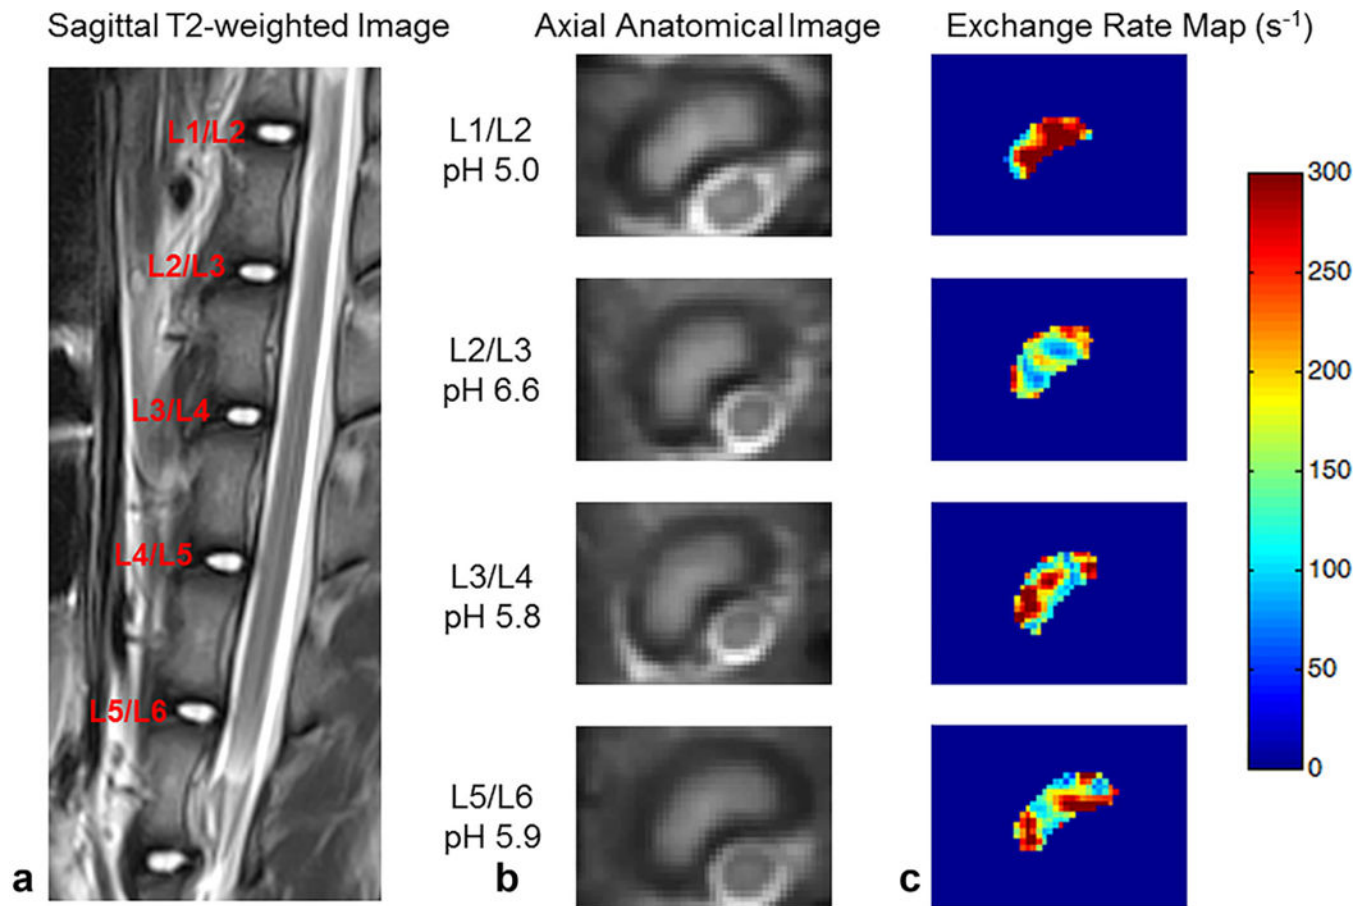 Sagittal T2-weighted Image
Axial Anatomical Image
Exchange Rate Map (s⁻¹)
L1/L2
L2/L3
L3/L4
L4/L5
L5/L6
a
L1/L2
pH 5.0
L2/L3
pH 6.6
L3/L4
pH 5.8
L5/L6
pH 5.9
b
c
300
250
200
150
100
50
0